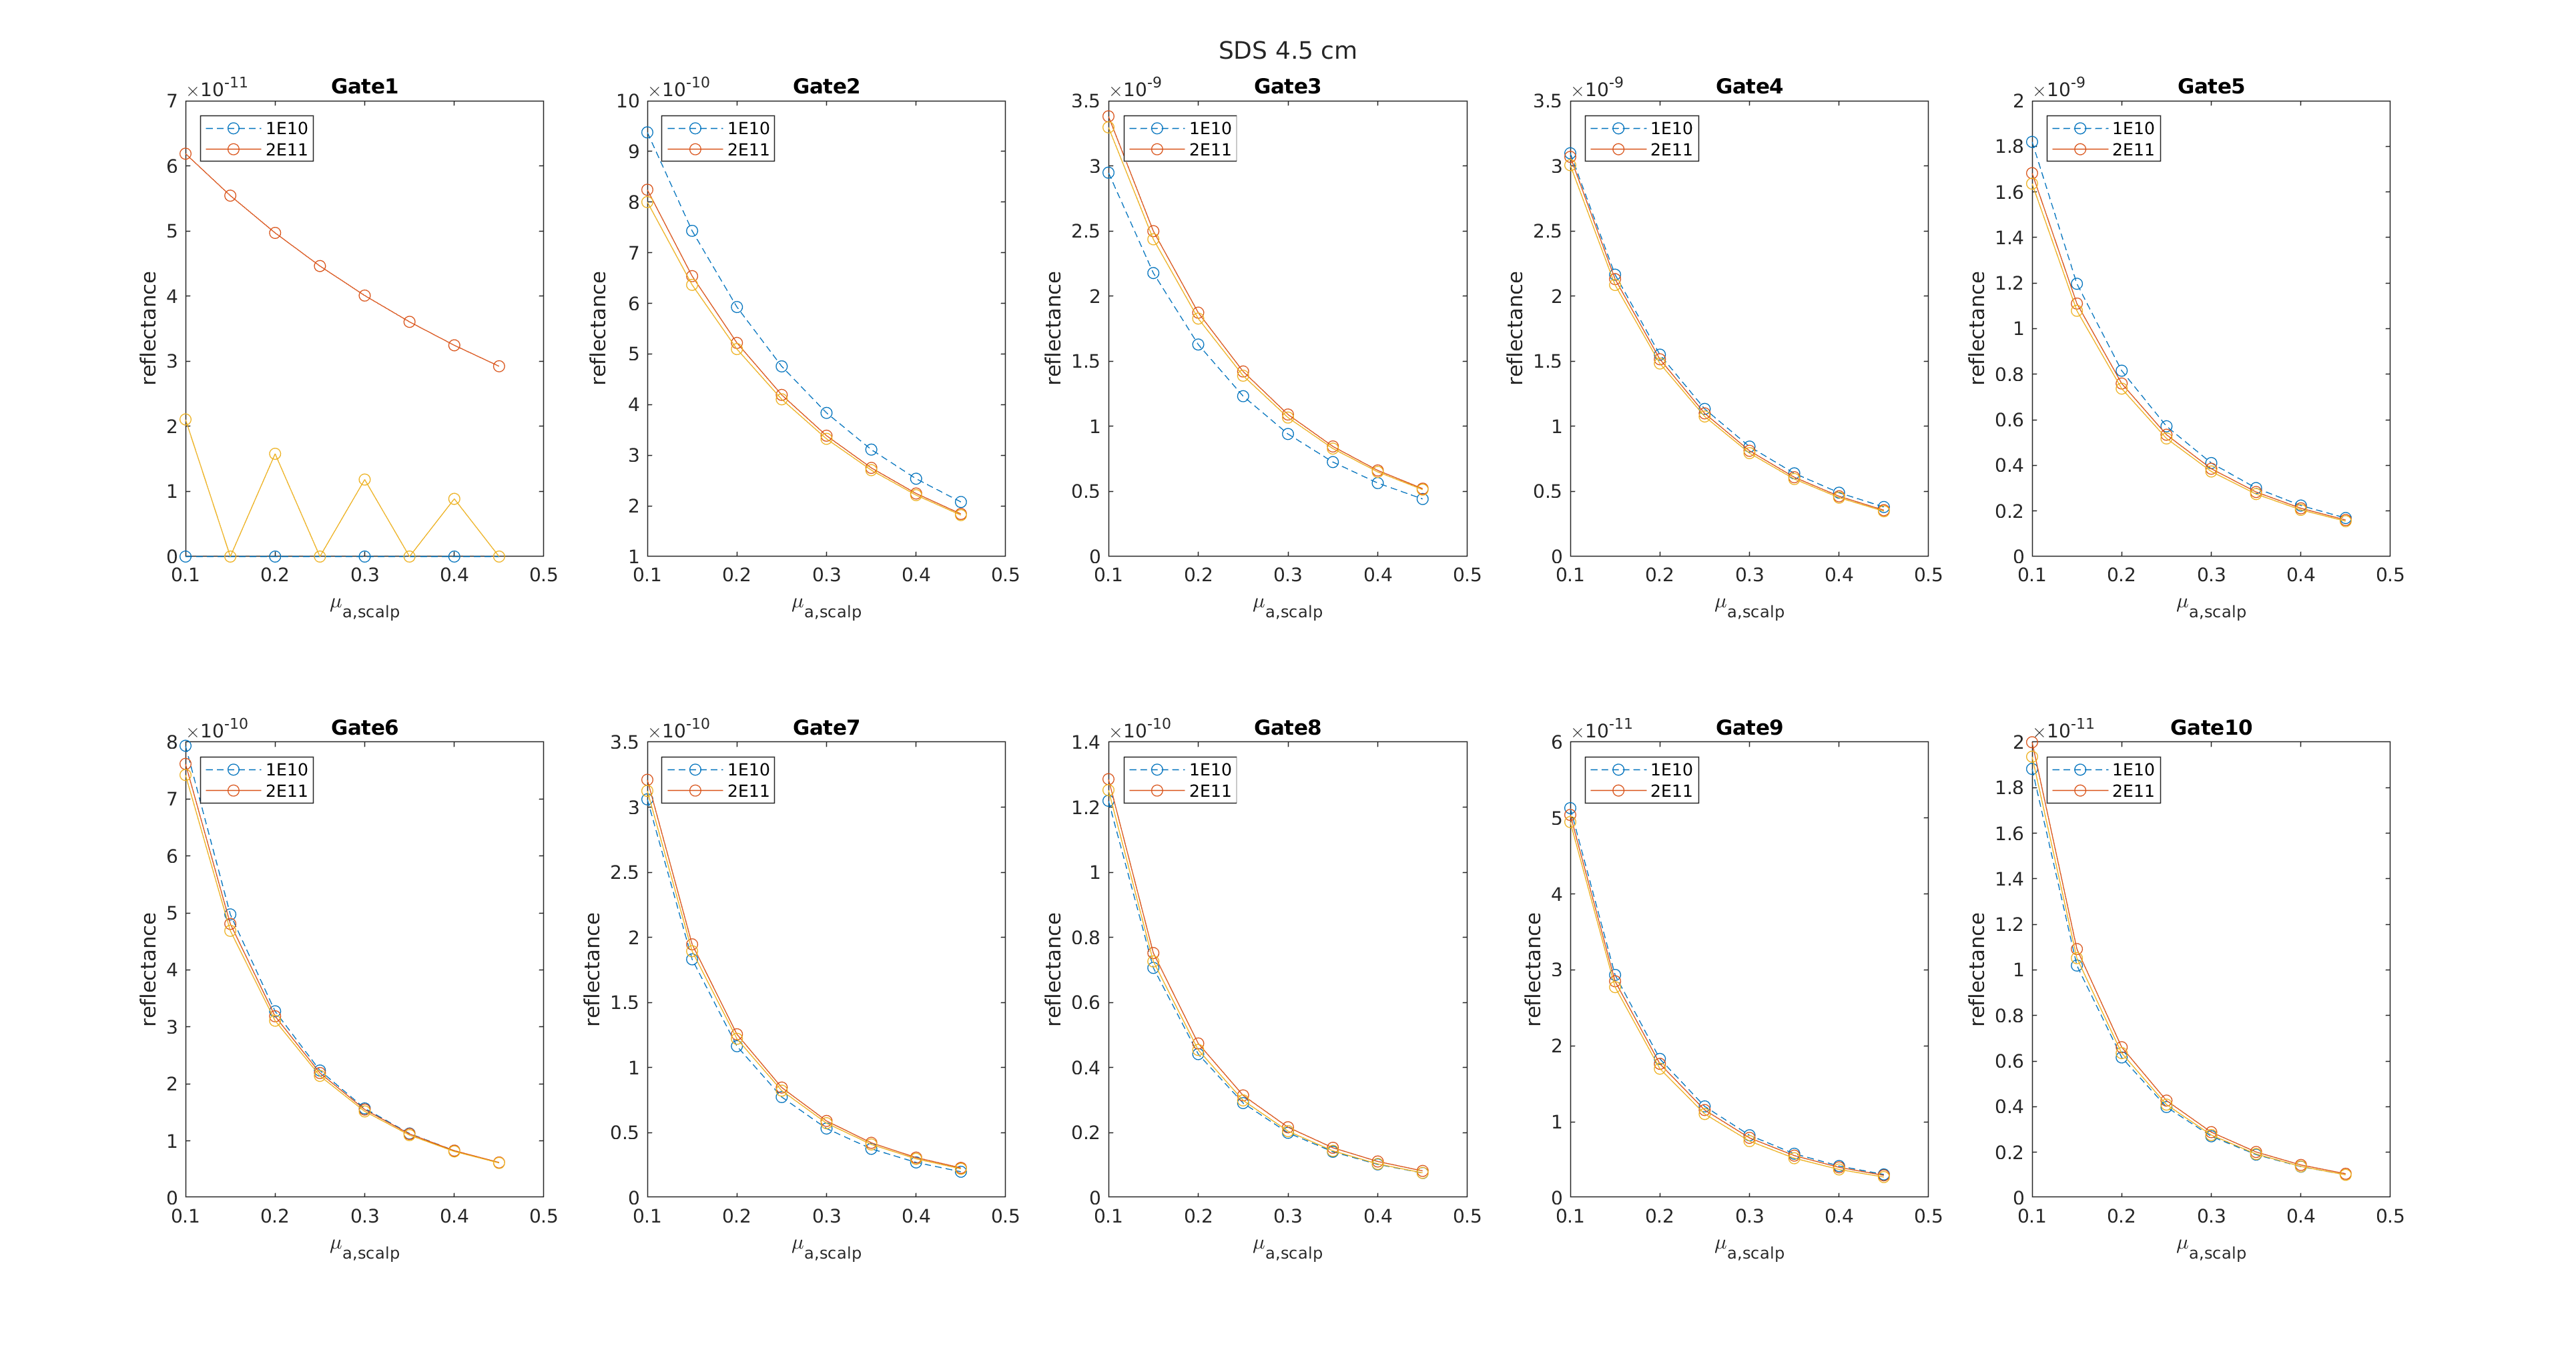 SDS 4.5 cm
Gate1
×10-11
7
6
5
4
3
2
1
0
0.1 0.2 0.3 0.4 0.5
reflectance
μa,scalp
1E10
2E11
Gate2
×10-10
10
9
8
7
6
5
4
3
2
1
0.1 0.2 0.3 0.4 0.5
reflectance
μa,scalp
1E10
2E11
Gate3
×10-9
3.5
3
2.5
2
1.5
1
0.5
0
0.1 0.2 0.3 0.4 0.5
reflectance
μa,scalp
1E10
2E11
Gate4
×10-9
3.5
3
2.5
2
1.5
1
0.5
0
0.1 0.2 0.3 0.4 0.5
reflectance
μa,scalp
1E10
2E11
Gate5
×10-9
2
1.8
1.6
1.4
1.2
1
0.8
0.6
0.4
0.2
0
0.1 0.2 0.3 0.4 0.5
reflectance
μa,scalp
1E10
2E11
Gate6
×10-10
8
7
6
5
4
3
2
1
0
0.1 0.2 0.3 0.4 0.5
reflectance
μa,scalp
1E10
2E11
Gate7
×10-10
3.5
3
2.5
2
1.5
1
0.5
0
0.1 0.2 0.3 0.4 0.5
reflectance
μa,scalp
1E10
2E11
Gate8
×10-10
1.4
1.2
1
0.8
0.6
0.4
0.2
0
0.1 0.2 0.3 0.4 0.5
reflectance
μa,scalp
1E10
2E11
Gate9
×10-11
6
5
4
3
2
1
0
0.1 0.2 0.3 0.4 0.5
reflectance
μa,scalp
1E10
2E11
Gate10
×10-11
2
1.8
1.6
1.4
1.2
1
0.8
0.6
0.4
0.2
0
0.1 0.2 0.3 0.4 0.5
reflectance
μa,scalp
1E10
2E11